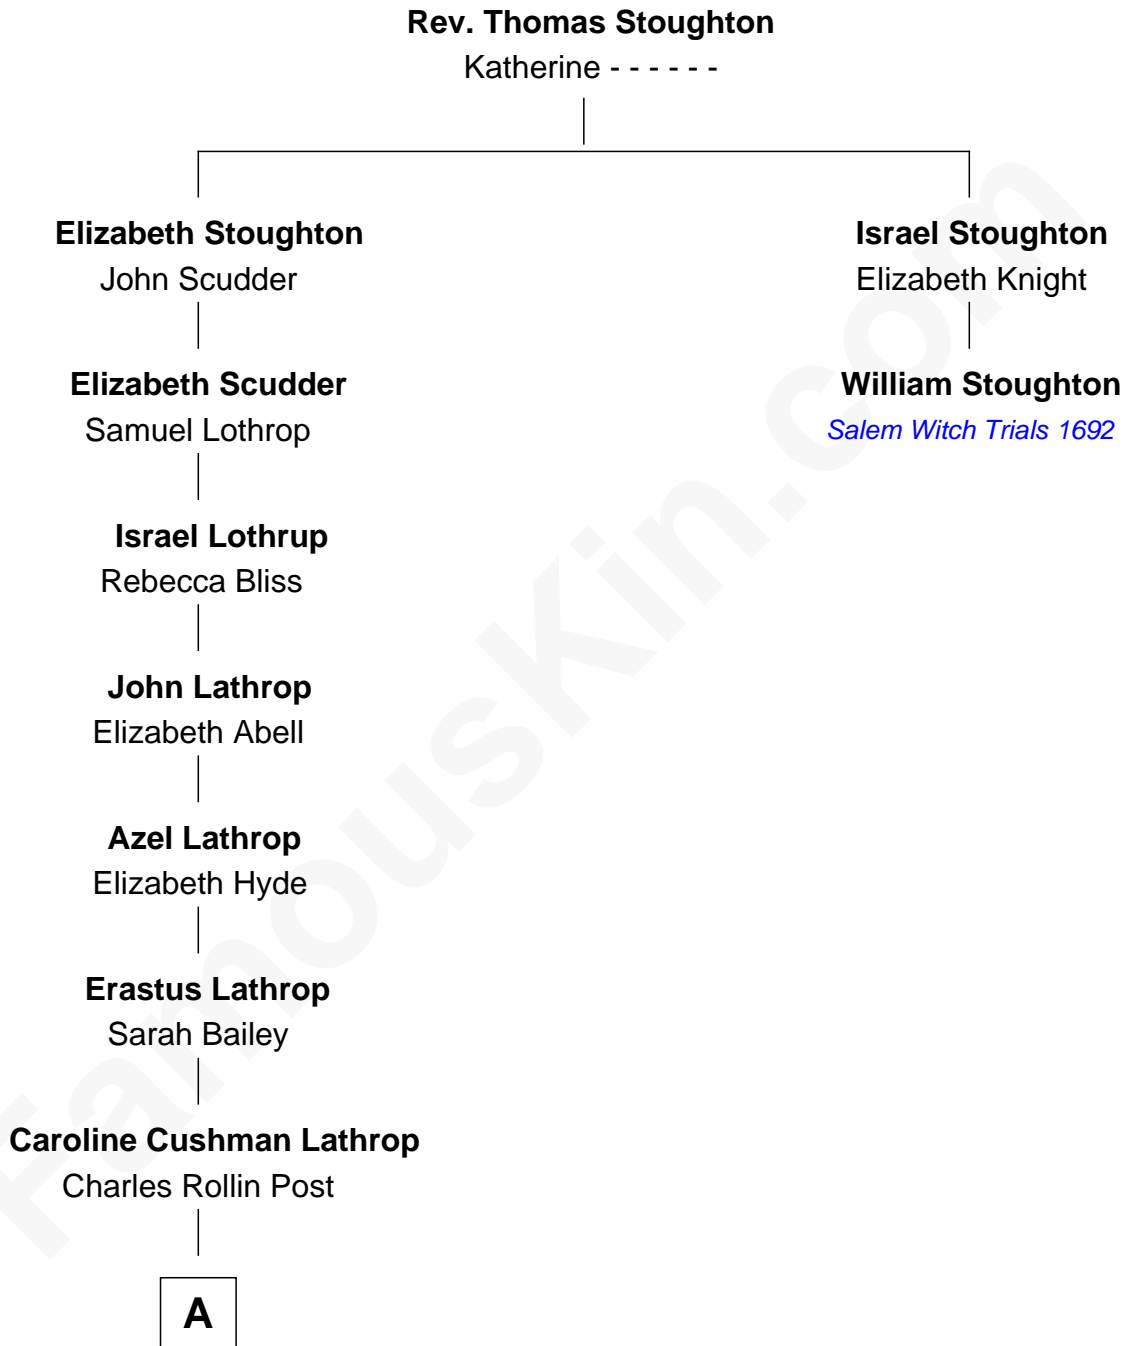 Rev. Thomas Stoughton
Katherine - - - - - -
Elizabeth Stoughton
John Scudder
Israel Stoughton
Elizabeth Knight
Elizabeth Scudder
Samuel Lothrop
William Stoughton
Salem Witch Trials 1692
Israel Lothrup
Rebecca Bliss
John Lathrop
Elizabeth Abell
Azel Lathrop
Elizabeth Hyde
Erastus Lathrop
Sarah Bailey
Caroline Cushman Lathrop
Charles Rollin Post
A
FamousKin.com